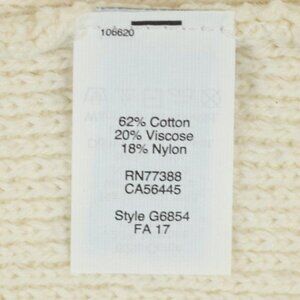 106620
62% Cotton
20% Viscose
18% Nylon
RN77388
CA56445
Style G6854
FA 17